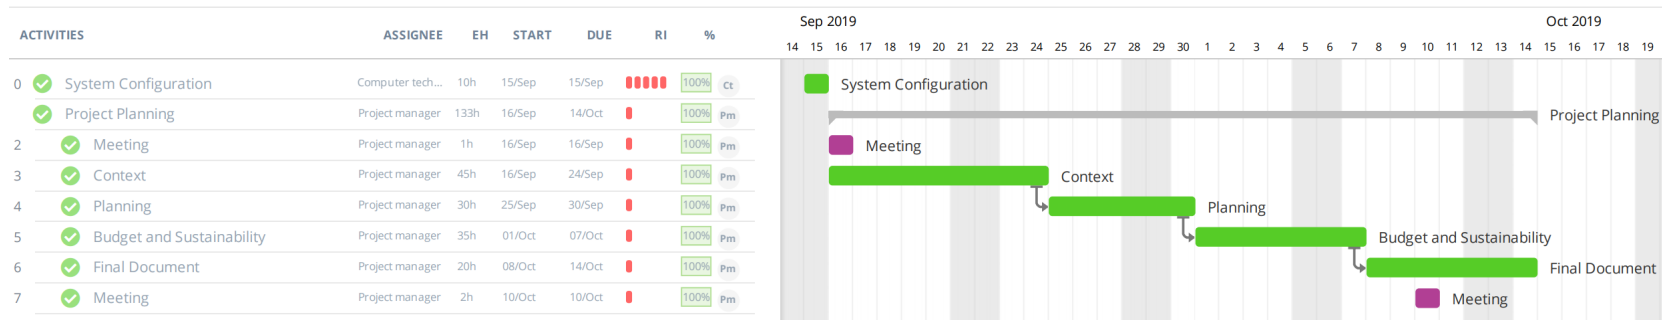 Sep 2019 Oct 2019
ACTIVITIES ASSIGNEE EH START DUE RI % 14 15 16 17 18 19 20 21 22 23 24 25 26 27 28 29 30 1 2 3 4 5 6 7 8 9 10 11 12 13 14 15 16 17 18 19
0 System Configuration Computer tech... 10h 15/Sep 15/Sep 100% Ct System Configuration
Project Planning Project manager 133h 16/Sep 14/Oct 100% Pm Project Planning
2 Meeting Project manager 1h 16/Sep 16/Sep 100% Pm Meeting
3 Context Project manager 45h 16/Sep 24/Sep 100% Pm Context
4 Planning Project manager 30h 25/Sep 30/Sep 100% Pm Planning
5 Budget and Sustainability Project manager 35h 01/Oct 07/Oct 100% Pm Budget and Sustainability
6 Final Document Project manager 20h 08/Oct 14/Oct 100% Pm Final Document
7 Meeting Project manager 2h 10/Oct 10/Oct 100% Pm Meeting